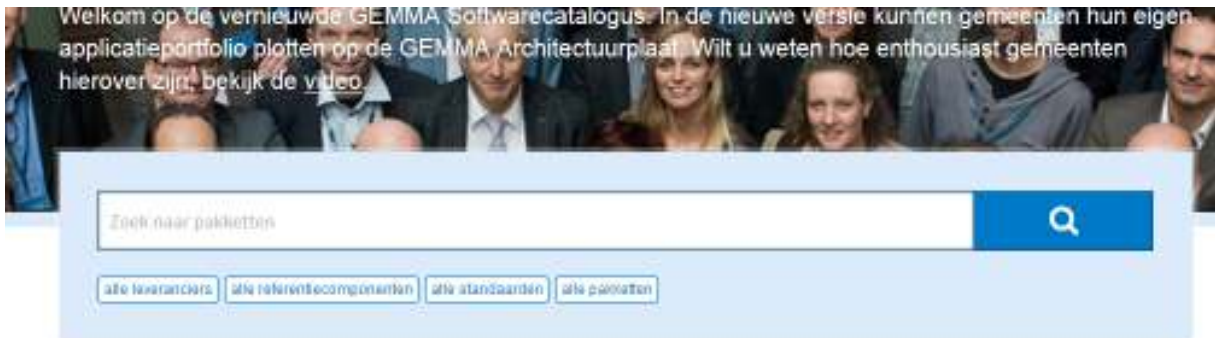 Welkom op de vernieuwde GEMMA Softwarecatalogus. In de nieuwe versie kunnen gemeenten hun eigen
applicatieportfolio plotten op de GEMMA Architectuurplaat. Wilt u weten hoe enthousiast gemeenten
hierover zijn, bekijk de video.
Zoek naar pakketten
alle leveranciers alle referentiecomponenten alle standaarden alle pakketten